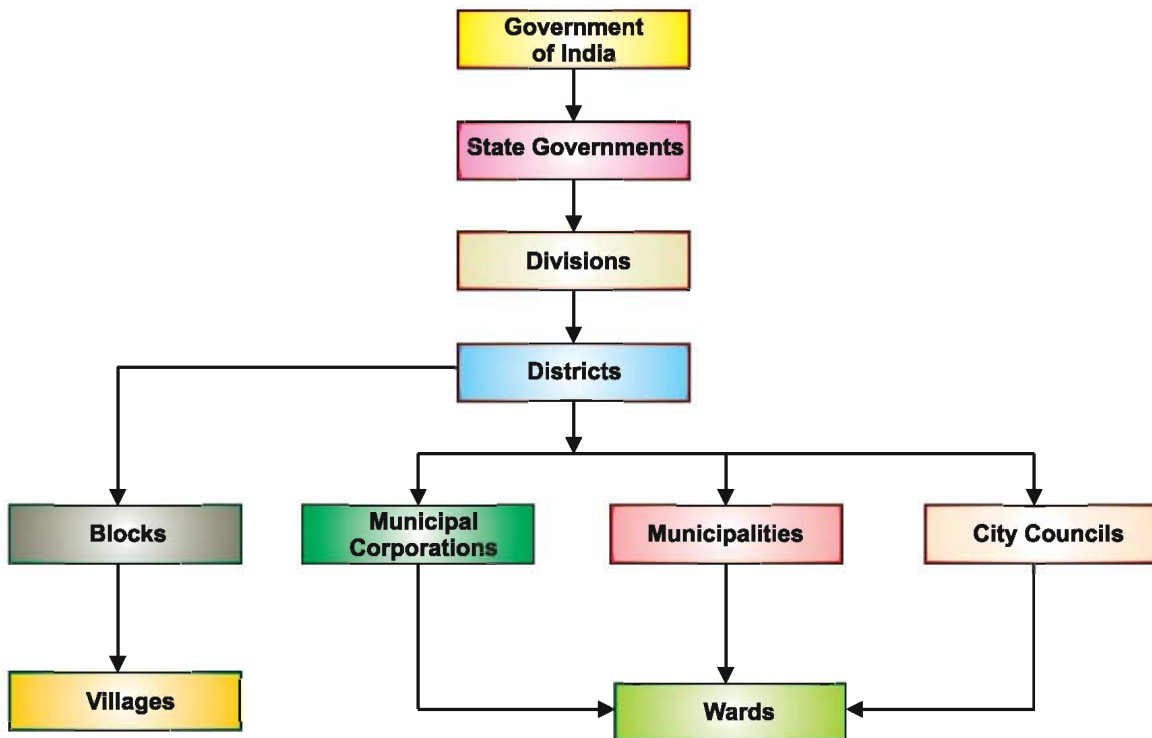 Government
of India
State Governments
Divisions
Districts
Blocks
Municipal
Corporations
Municipalities
City Councils
Villages
Wards